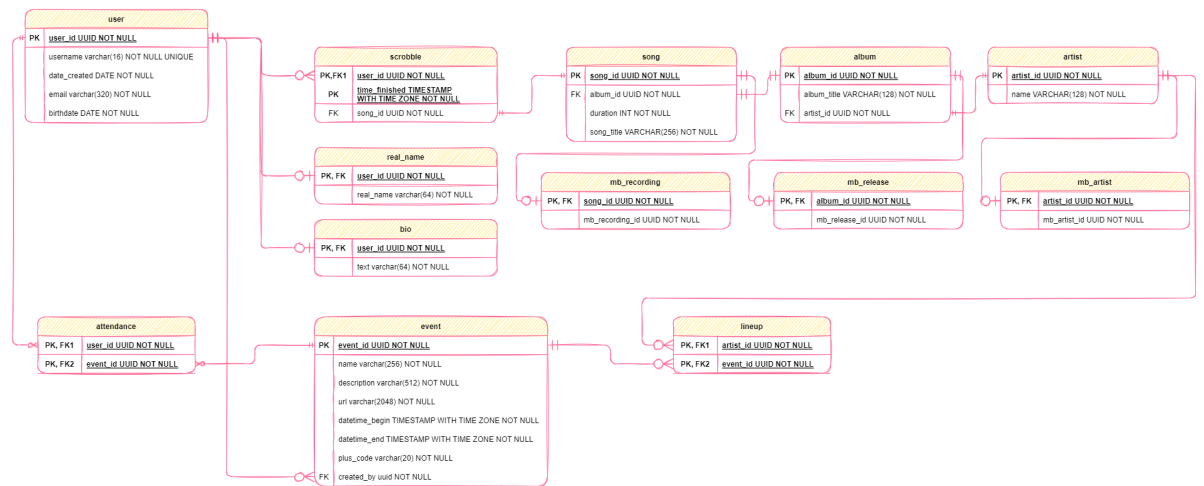 user
PK user_id UUID NOT NULL
username varchar(16) NOT NULL UNIQUE
date_created DATE NOT NULL
email varchar(320) NOT NULL
birthdate DATE NOT NULL
scrobble
PK,FK1 user_id UUID NOT NULL
PK time_finished TIMESTAMP
WITH TIME ZONE NOT NULL
FK song_id UUID NOT NULL
song
PK song_id UUID NOT NULL
FK album_id UUID NOT NULL
duration INT NOT NULL
song_title VARCHAR(256) NOT NULL
album
PK album_id UUID NOT NULL
album_title VARCHAR(128) NOT NULL
FK artist_id UUID NOT NULL
artist
PK artist_id UUID NOT NULL
name VARCHAR(128) NOT NULL
real_name
PK, FK user_id UUID NOT NULL
real_name varchar(64) NOT NULL
mb_recording
PK, FK song_id UUID NOT NULL
mb_recording_id UUID NOT NULL
mb_release
PK, FK album_id UUID NOT NULL
mb_release_id UUID NOT NULL
mb_artist
PK, FK artist_id UUID NOT NULL
mb_artist_id UUID NOT NULL
bio
PK, FK user_id UUID NOT NULL
text varchar(64) NOT NULL
attendance
PK, FK1 user_id UUID NOT NULL
PK, FK2 event_id UUID NOT NULL
event
PK event_id UUID NOT NULL
name varchar(256) NOT NULL
description varchar(512) NOT NULL
url varchar(2048) NOT NULL
datetime_begin TIMESTAMP WITH TIME ZONE NOT NULL
datetime_end TIMESTAMP WITH TIME ZONE NOT NULL
plus_code varchar(20) NOT NULL
FK created_by uuid NOT NULL
lineup
PK, FK1 artist_id UUID NOT NULL
PK, FK2 event_id UUID NOT NULL